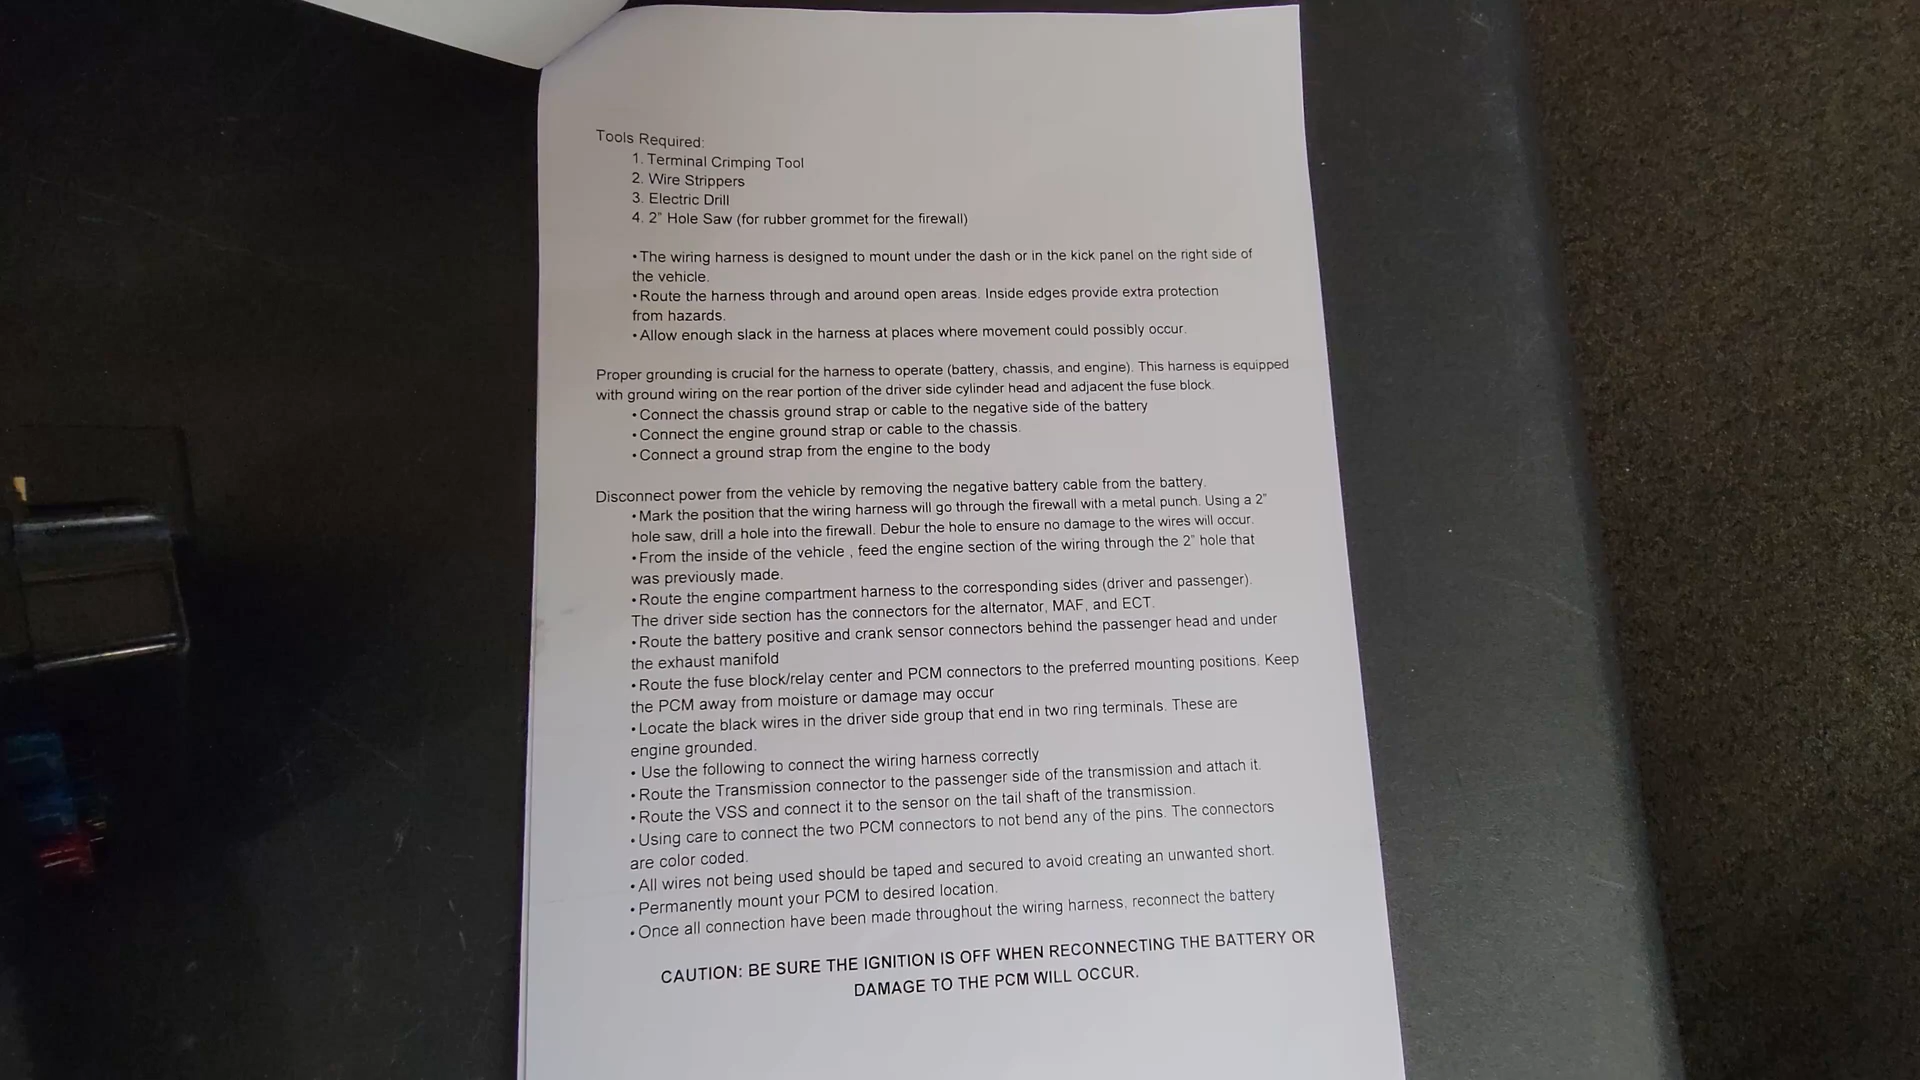 Tools Required:
1. Terminal Crimping Tool
2. Wire Strippers
3. Electric Drill
4. 2" Hole Saw (for rubber grommet for the firewall)
•The wiring harness is designed to mount under the dash or in the kick panel on the right side of
the vehicle.
•Route the harness through and around open areas. Inside edges provide extra protection
from hazards.
•Allow enough slack in the harness at places where movement could possibly occur.
Proper grounding is crucial for the harness to operate (battery, chassis, and engine). This harness is equipped
with ground wiring on the rear portion of the driver side cylinder head and adjacent the fuse block.
•Connect the chassis ground strap or cable to the negative side of the battery
•Connect the engine ground strap or cable to the chassis.
•Connect a ground strap from the engine to the body
Disconnect power from the vehicle by removing the negative battery cable from the battery.
•Mark the position that the wiring harness will go through the firewall with a metal punch. Using a 2"
hole saw, drill a hole into the firewall. Debur the hole to ensure no damage to the wires will occur.
•From the inside of the vehicle , feed the engine section of the wiring through the 2" hole that
was previously made.
•Route the engine compartment harness to the corresponding sides (driver and passenger).
The driver side section has the connectors for the alternator, MAF, and ECT.
•Route the battery positive and crank sensor connectors behind the passenger head and under
the exhaust manifold
•Route the fuse block/relay center and PCM connectors to the preferred mounting positions. Keep
the PCM away from moisture or damage may occur
•Locate the black wires in the driver side group that end in two ring terminals. These are
engine grounded.
• Use the following to connect the wiring harness correctly
•Route the Transmission connector to the passenger side of the transmission and attach it.
•Route the VSS and connect it to the sensor on the tail shaft of the transmission.
•Using care to connect the two PCM connectors to not bend any of the pins. The connectors
are color coded.
•All wires not being used should be taped and secured to avoid creating an unwanted short.
•Permanently mount your PCM to desired location.
•Once all connection have been made throughout the wiring harness, reconnect the battery
CAUTION: BE SURE THE IGNITION IS OFF WHEN RECONNECTING THE BATTERY OR
DAMAGE TO THE PCM WILL OCCUR.